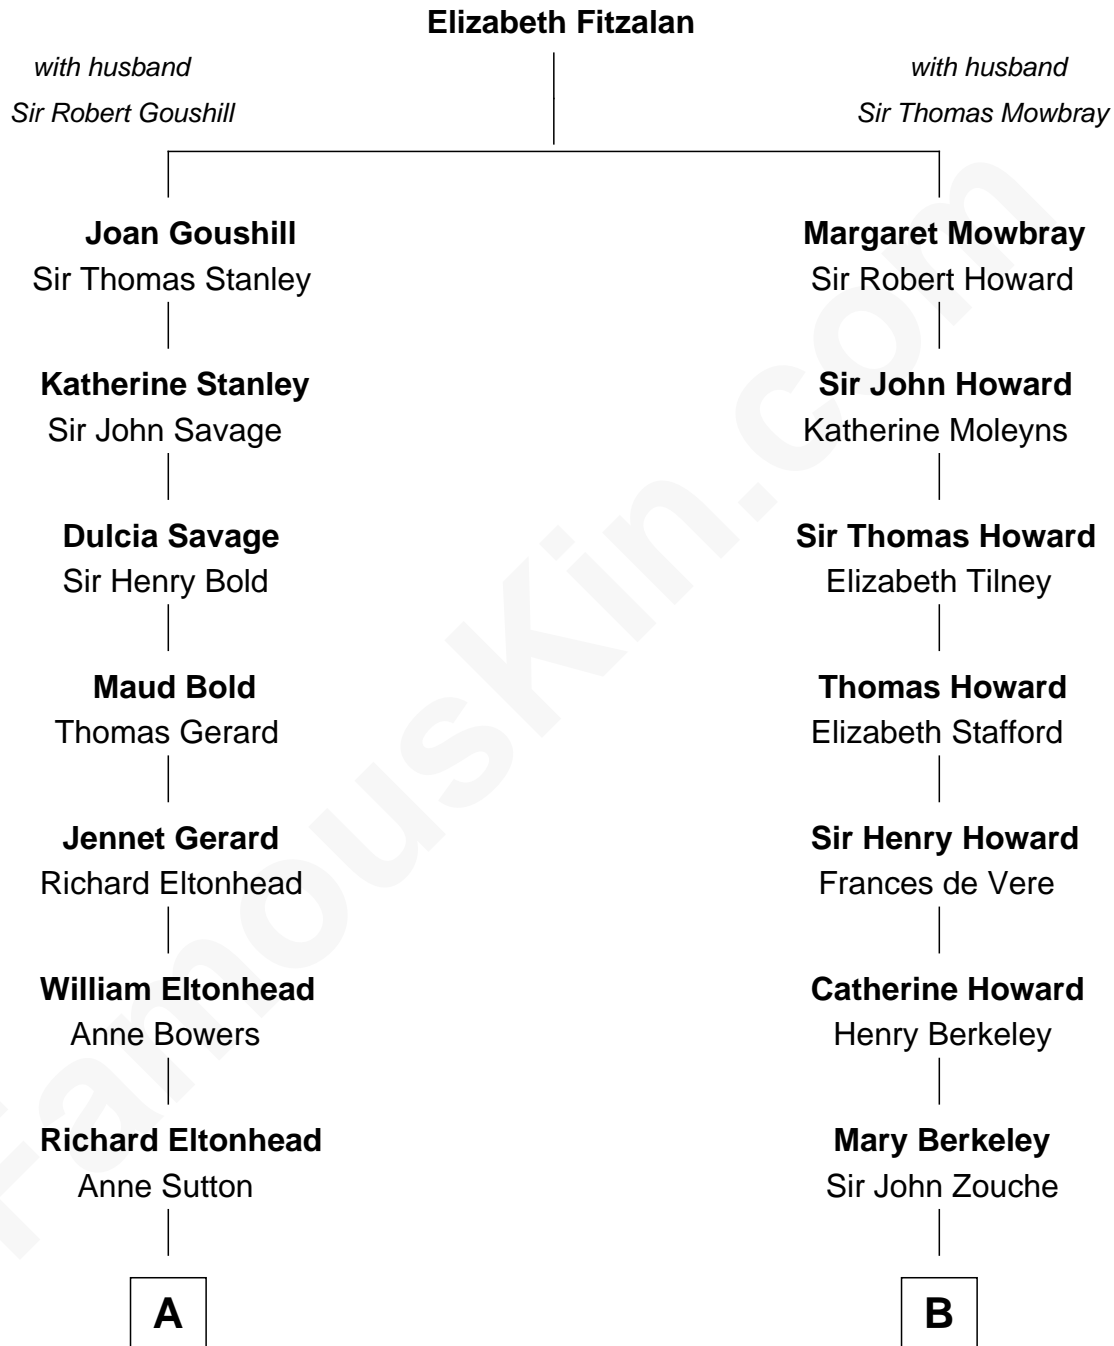 Elizabeth Fitzalan
with husband
Sir Robert Goushill
with husband
Sir Thomas Mowbray
Joan Goushill
Sir Thomas Stanley
Margaret Mowbray
Sir Robert Howard
Katherine Stanley
Sir John Savage
Sir John Howard
Katherine Moleyns
Dulcia Savage
Sir Henry Bold
Sir Thomas Howard
Elizabeth Tilney
Maud Bold
Thomas Gerard
Thomas Howard
Elizabeth Stafford
Jennet Gerard
Richard Eltonhead
Sir Henry Howard
Frances de Vere
William Eltonhead
Anne Bowers
Catherine Howard
Henry Berkeley
Richard Eltonhead
Anne Sutton
Mary Berkeley
Sir John Zouche
A
B
FamousKin.com